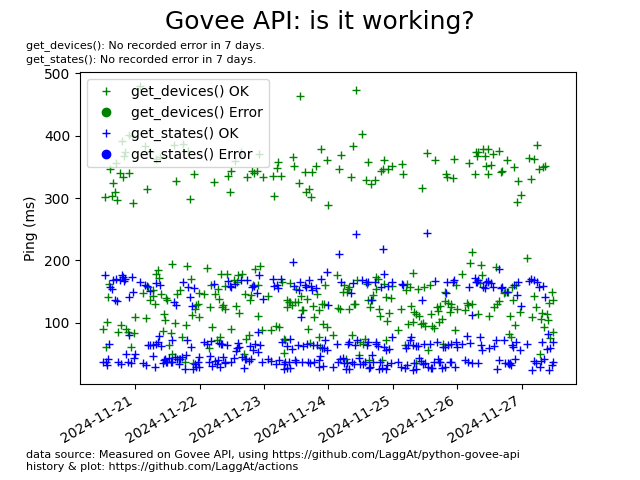 Govee API: is it working?
get_devices(): No recorded error in 7 days.
get_states(): No recorded error in 7 days.
500
400
300
200
100
Ping (ms)
get_devices() OK
get_devices() Error
get_states() OK
get_states() Error
2024-11-21
2024-11-22
2024-11-23
2024-11-24
2024-11-25
2024-11-26
2024-11-27
data source: Measured on Govee API, using https://github.com/LaggAt/python-govee-api
history & plot: https://github.com/LaggAt/actions